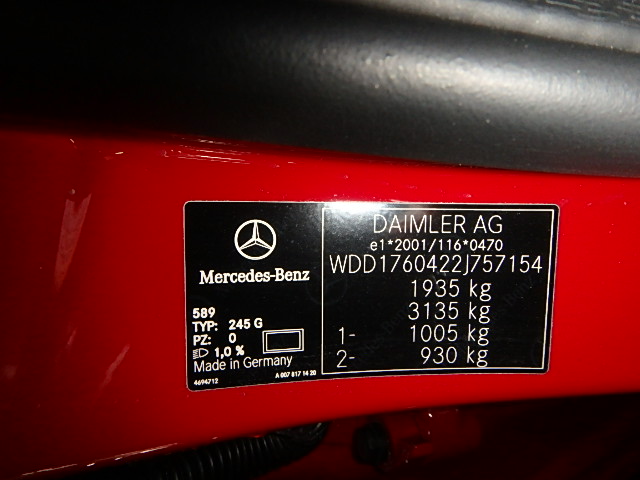 Mercedes-Benz
589
TYP: 245 G
PZ: 0
1,0 %
Made in Germany
4694712
A 007 817 14 20
DAIMLER AG
e1*2001/116*0470
WDD1760422J757154
1935 kg
3135 kg
1- 1005 kg
2- 930 kg